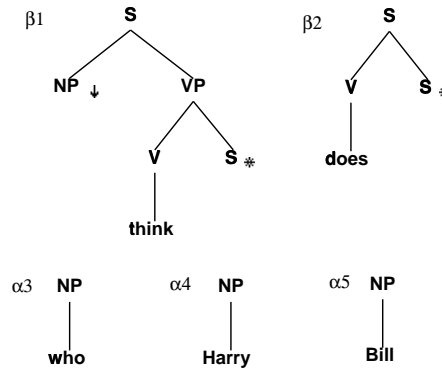 β1 S β2 S
NP ↓ VP V S *
V S * does
think
α3 NP α4 NP α5 NP
who Harry Bill